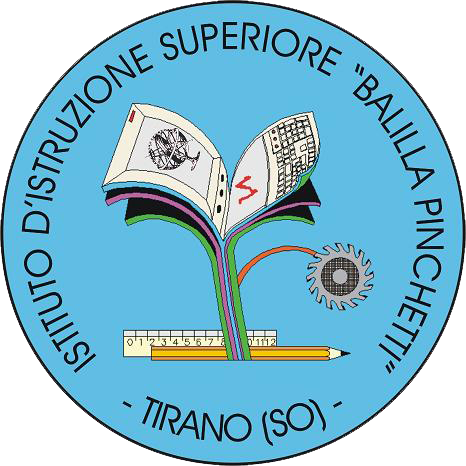 ISTITUTO D'ISTRUZIONE SUPERIORE "BALILLA PINCHETTI"
- TIRANO (SO) -
0 1 2 3 4 5 6 7 8 9 10 11 12